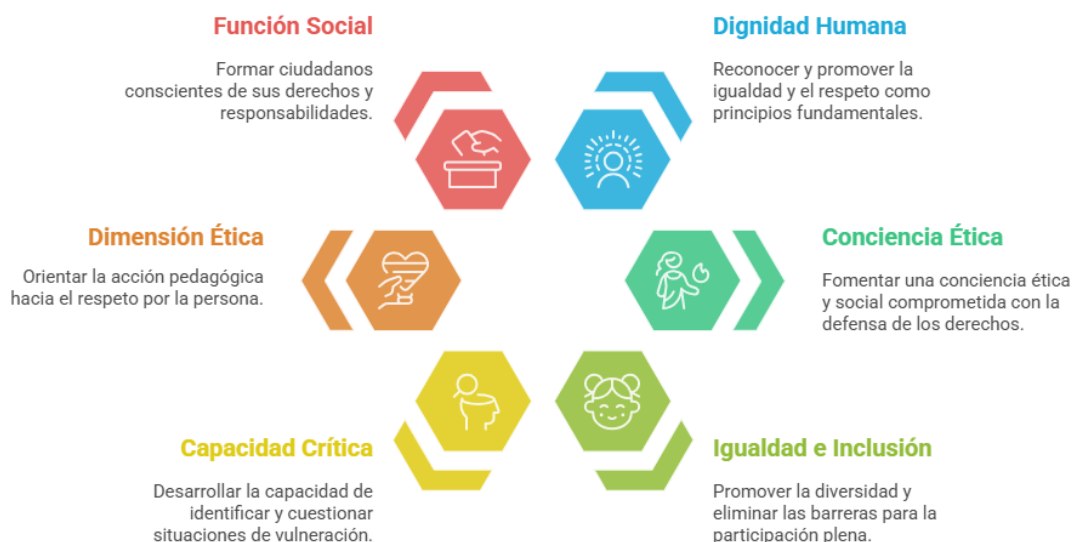 Función Social
Formar ciudadanos
conscientes de sus derechos y
responsabilidades.
Dignidad Humana
Reconocer y promover la
igualdad y el respeto como
principios fundamentales.
Dimensión Ética
Orientar la acción pedagógica
hacia el respeto por la persona.
Conciencia Ética
Fomentar una conciencia ética
y social comprometida con la
defensa de los derechos.
Capacidad Crítica
Desarrollar la capacidad de
identificar y cuestionar
situaciones de vulneración.
Igualdad e Inclusión
Promover la diversidad y
eliminar las barreras para la
participación plena.